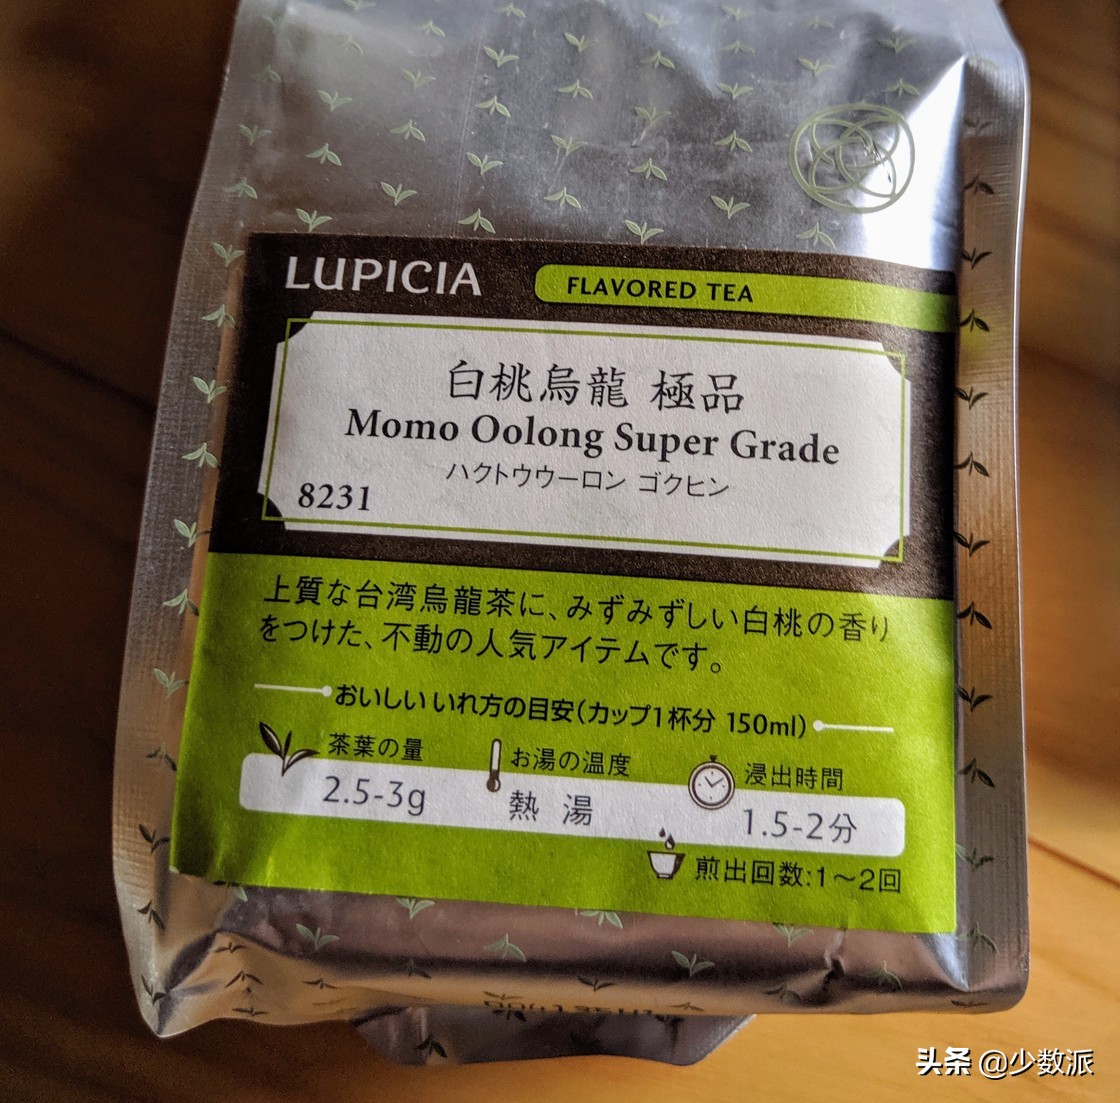 LUPICIA
FLAVORED TEA
白桃烏龍 極品
Momo Oolong Super Grade
ハクトウウーロン ゴクヒン
8231
上質な台湾烏龍茶に、みずみずしい白桃の香り
をつけた、不動の人気アイテムです。
おいしいいれ方の目安(カップ1杯分 150ml)
茶葉の量
2.5-3g
お湯の温度
熱湯
浸出時間
1.5-2分
煎出回数:1～2回
头条 @少数派